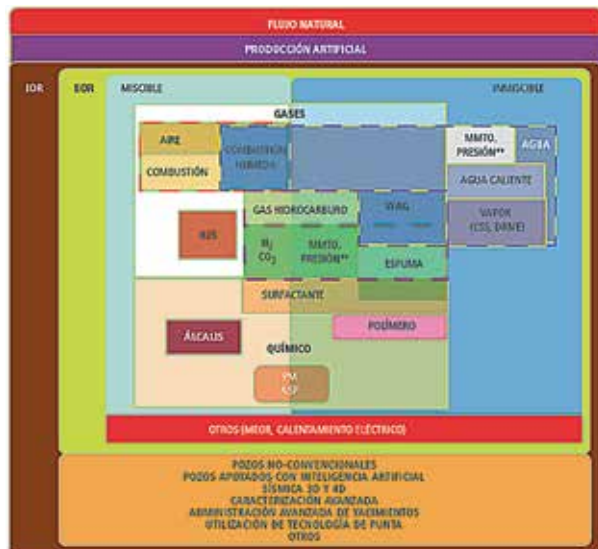 FLUJO NATURAL
PRODUCCIÓN ARTIFICIAL
IOR
EOR
MISCIBLE
INMISCIBLE
GASES
AIRE
COMBUSTIÓN
COMBUSTIÓN
HÚMEDA
MMTO.
PRESIÓN**
AGUA
AGUA CALIENTE
VAPOR
(CSS, DRIVE)
GAS HIDROCARBURO
WAG
H2S
N2
CO2
MMTO.
PRESIÓN**
ESPUMA
SURFACTANTE
ÁLCALIS
POLÍMERO
QUÍMICO
PM
ASP
OTROS (MEOR, CALENTAMIENTO ELÉCTRICO)
POZOS NO-CONVENCIONALES
POZOS APOYADOS CON INTELIGENCIA ARTIFICIAL
SÍSMICA 3D Y 4D
CARACTERIZACIÓN AVANZADA
ADMINISTRACIÓN AVANZADA DE YACIMIENTOS
UTILIZACIÓN DE TECNOLOGÍA DE PUNTA
OTROS